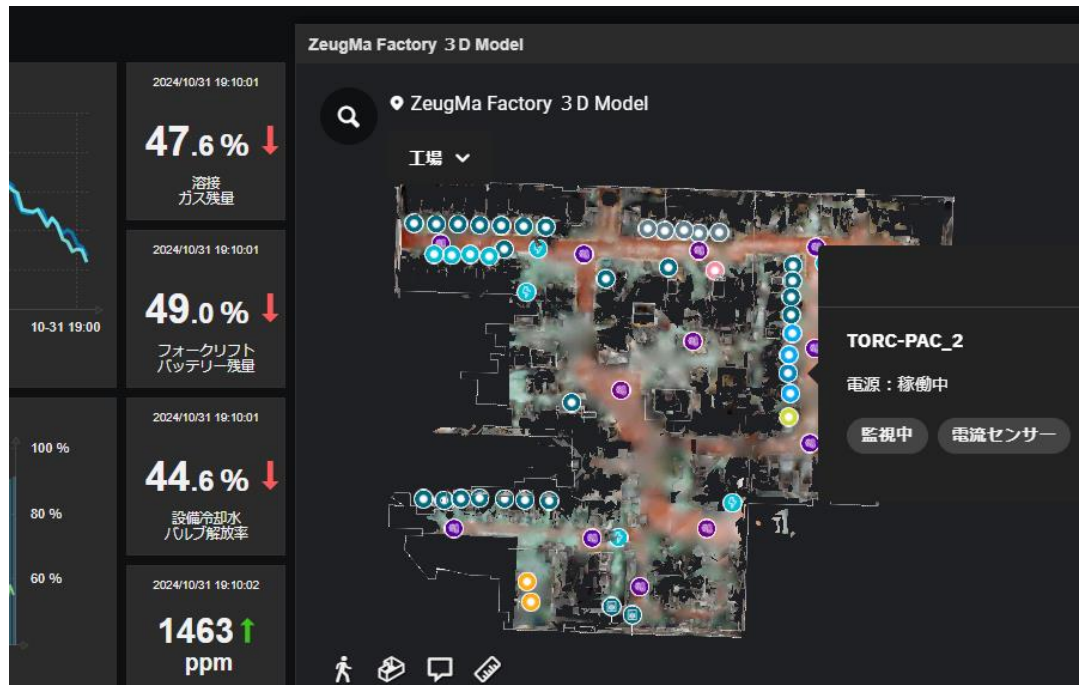 ZeugMa Factory ３D Model
2024/10/31 19:10:01
47.6 %
溶接
ガス残量
2024/10/31 19:10:01
49.0 %
フォークリフト
バッテリー残量
10-31 19:00
2024/10/31 19:10:01
44.6 %
設備冷却水
バルブ解放率
100 %
80 %
60 %
2024/10/31 19:10:02
1463
ppm
ZeugMa Factory ３D Model
工場
TORC-PAC_2
電源：稼働中
監視中
電流センサー